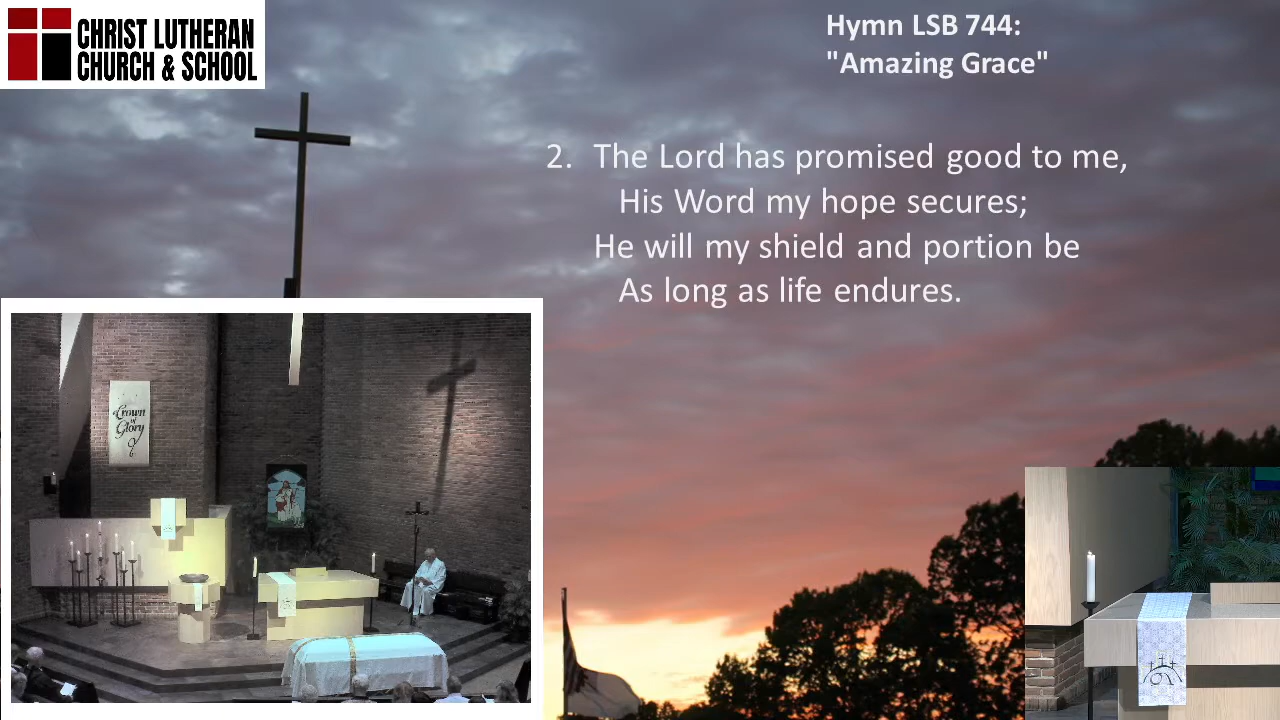 CHRIST LUTHERAN
CHURCH & SCHOOL
Hymn LSB 744:
"Amazing Grace"
2. The Lord has promised good to me,
His Word my hope secures;
He will my shield and portion be
As long as life endures.
Crown
of
Glory